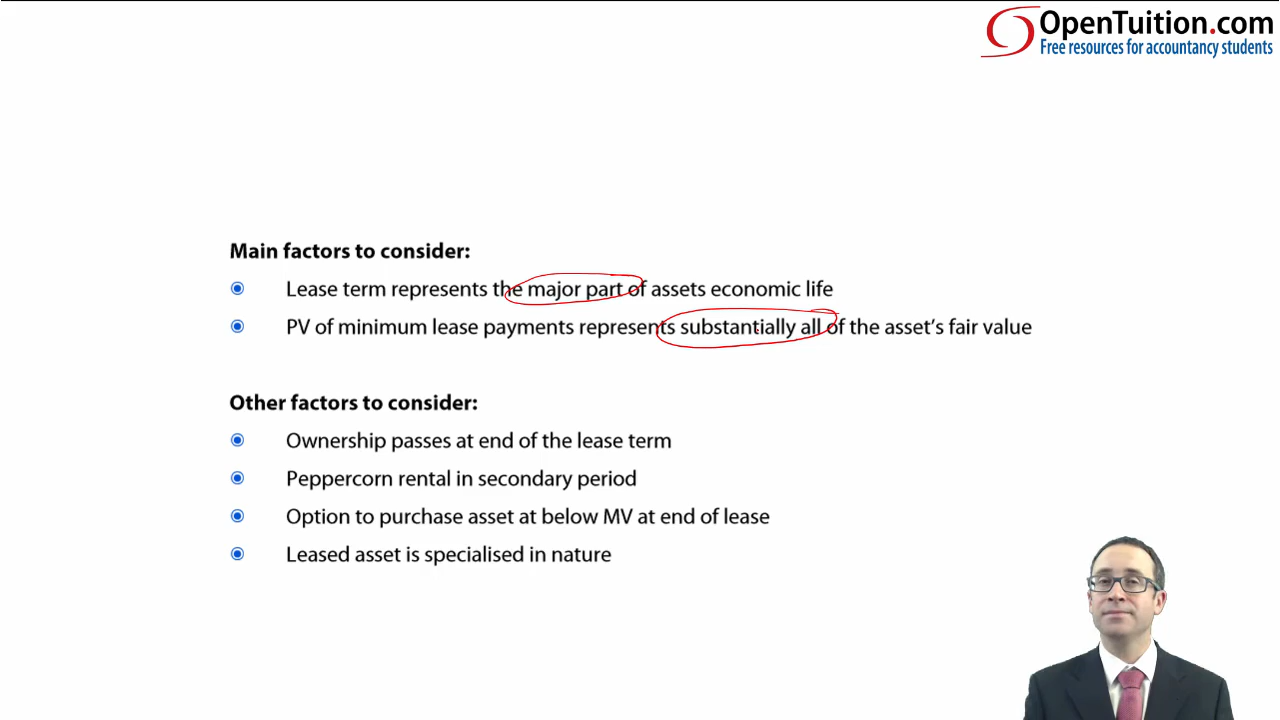 OpenTuition.com
Free resources for accountancy students
Main factors to consider:
Lease term represents the major part of assets economic life
PV of minimum lease payments represents substantially all of the asset's fair value
Other factors to consider:
Ownership passes at end of the lease term
Peppercorn rental in secondary period
Option to purchase asset at below MV at end of lease
Leased asset is specialised in nature